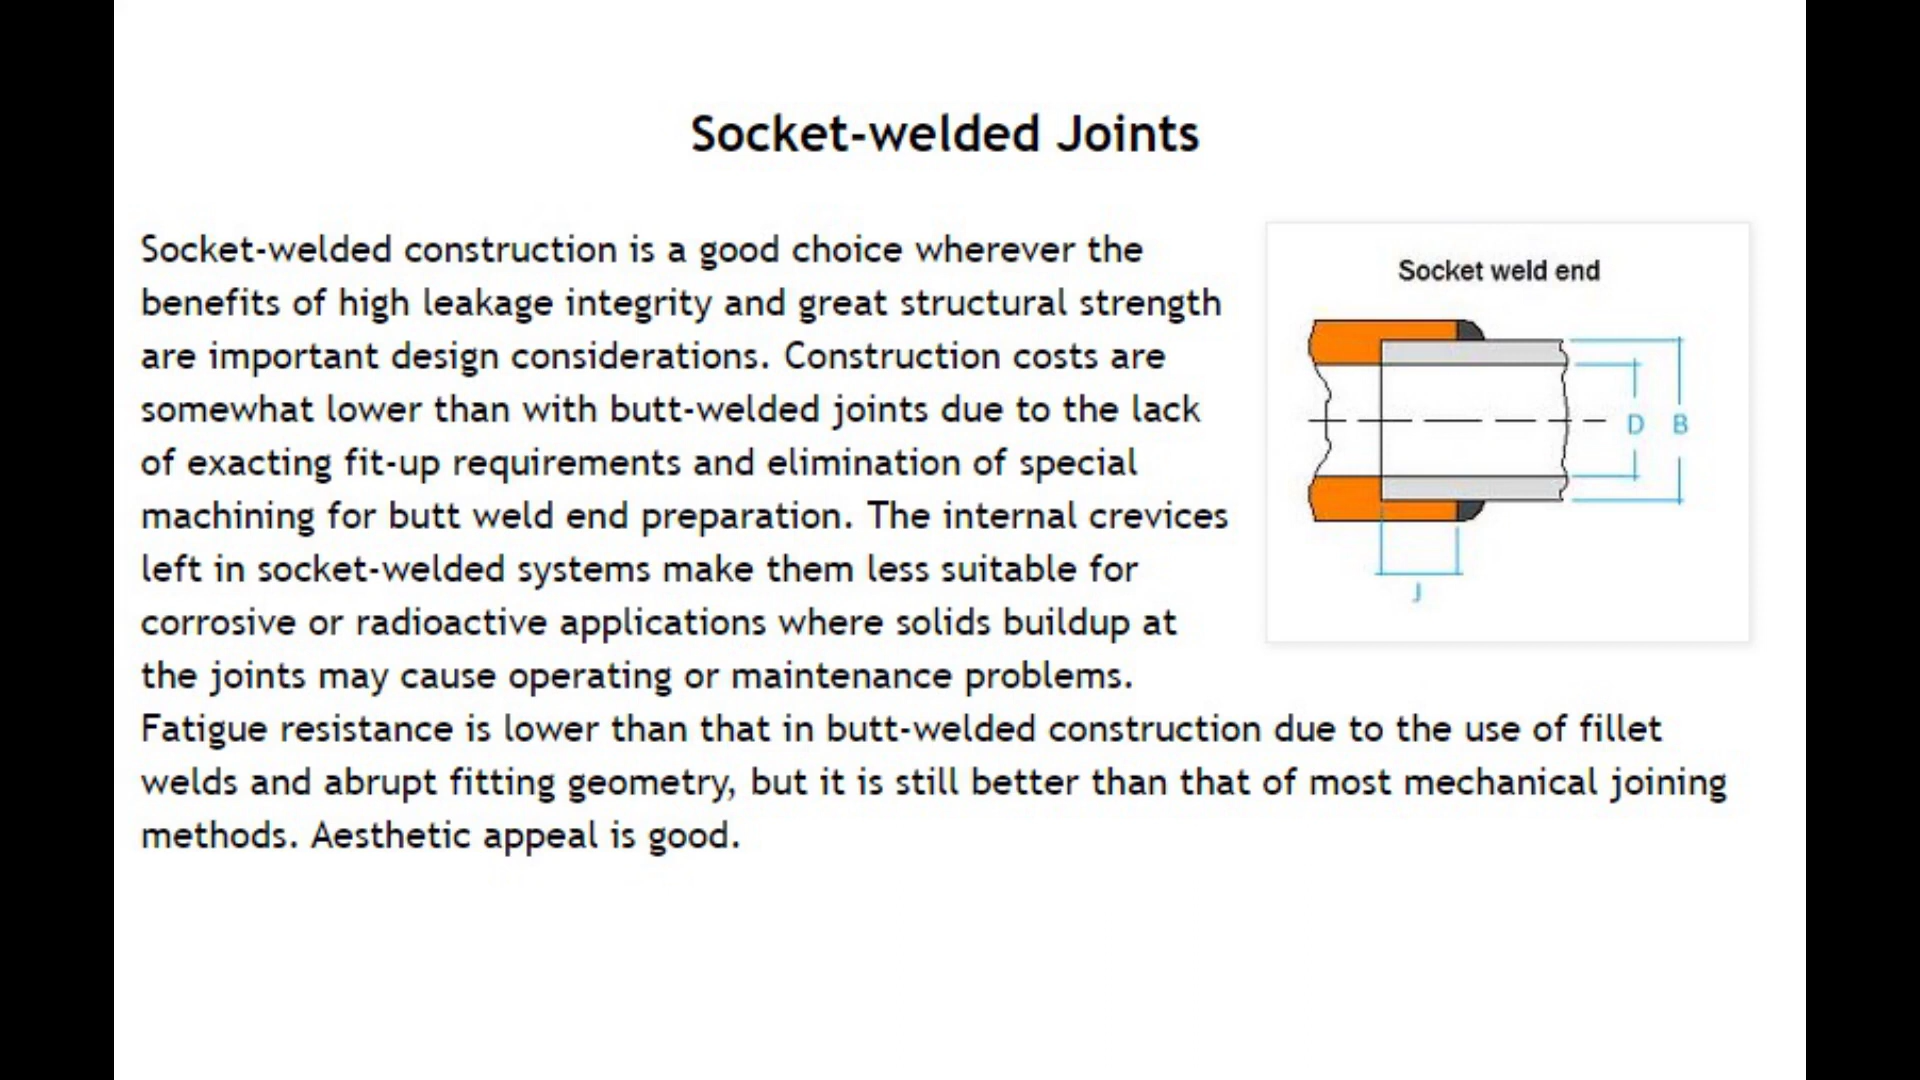 Socket-welded Joints
Socket-welded construction is a good choice wherever the
benefits of high leakage integrity and great structural strength
are important design considerations. Construction costs are
somewhat lower than with butt-welded joints due to the lack
of exacting fit-up requirements and elimination of special
machining for butt weld end preparation. The internal crevices
left in socket-welded systems make them less suitable for
corrosive or radioactive applications where solids buildup at
the joints may cause operating or maintenance problems.
Fatigue resistance is lower than that in butt-welded construction due to the use of fillet
welds and abrupt fitting geometry, but it is still better than that of most mechanical joining
methods. Aesthetic appeal is good.
Socket weld end
D B
J